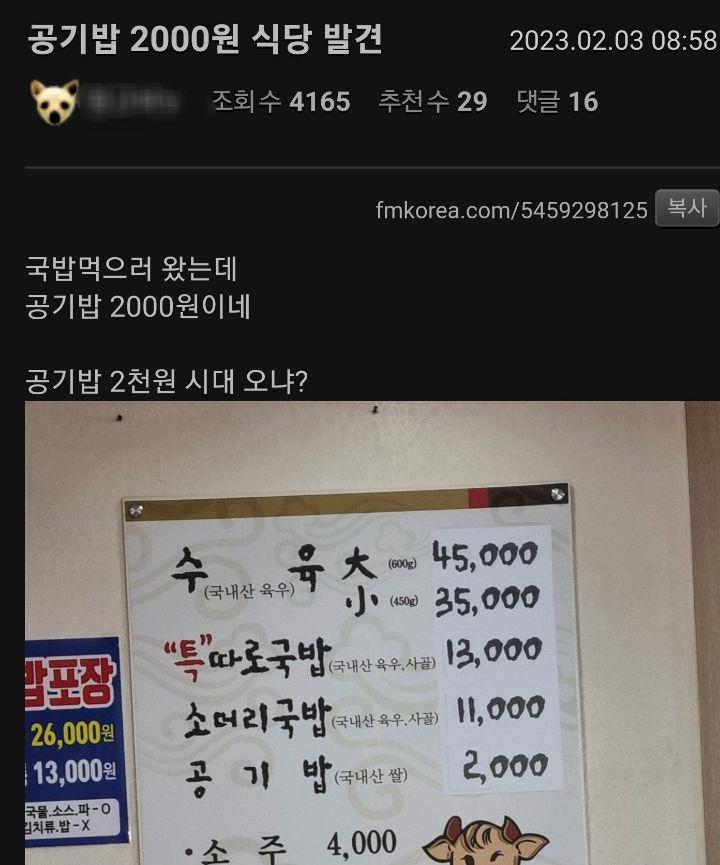 공기밥 2000원 식당 발견
2023.02.03 08:58
조회수 4165 추천수 29 댓글 16
fmkorea.com/5459298125 복사
국밥먹으러 왔는데
공기밥 2000원이네
공기밥 2천원 시대 오냐?
수육 大 (600g) 45,000
(국내산 육우)
小 (450g) 35,000
"특"따로국밥 (국내산 육우,사골) 13,000
소머리국밥 (국내산 육우,사골) 11,000
공기밥 (국내산 쌀) 2,000
·소주 4,000
밥포장
26,000원
13,000원
국물.소스.파-O
김치류.밥-X